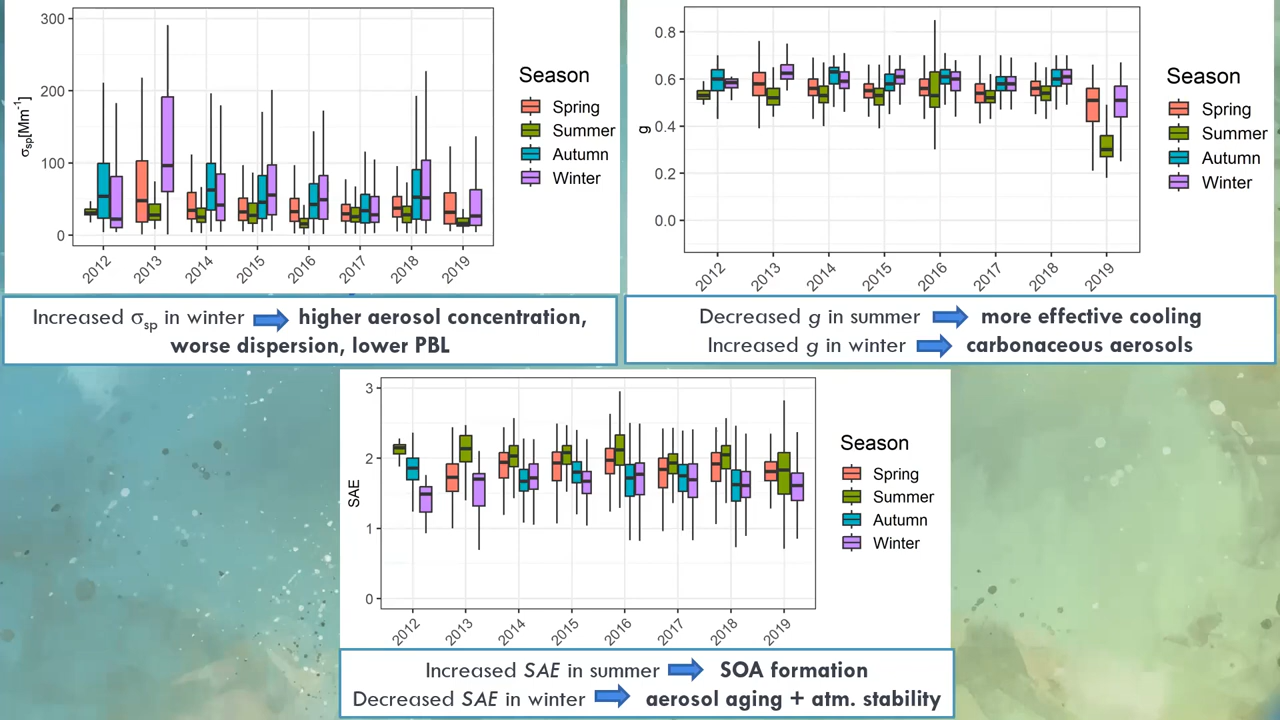 300
200
100
0
σsp[Mm-1]
2012
2013
2014
2015
2016
2017
2018
2019
Season
Spring
Summer
Autumn
Winter
0.8
0.6
0.4
0.2
0.0
g
2012
2013
2014
2015
2016
2017
2018
2019
Season
Spring
Summer
Autumn
Winter
Increased σsp in winter higher aerosol concentration,
worse dispersion, lower PBL
Decreased g in summer more effective cooling
Increased g in winter carbonaceous aerosols
3
2
1
0
SAE
2012
2013
2014
2015
2016
2017
2018
2019
Season
Spring
Summer
Autumn
Winter
Increased SAE in summer SOA formation
Decreased SAE in winter aerosol aging + atm. stability